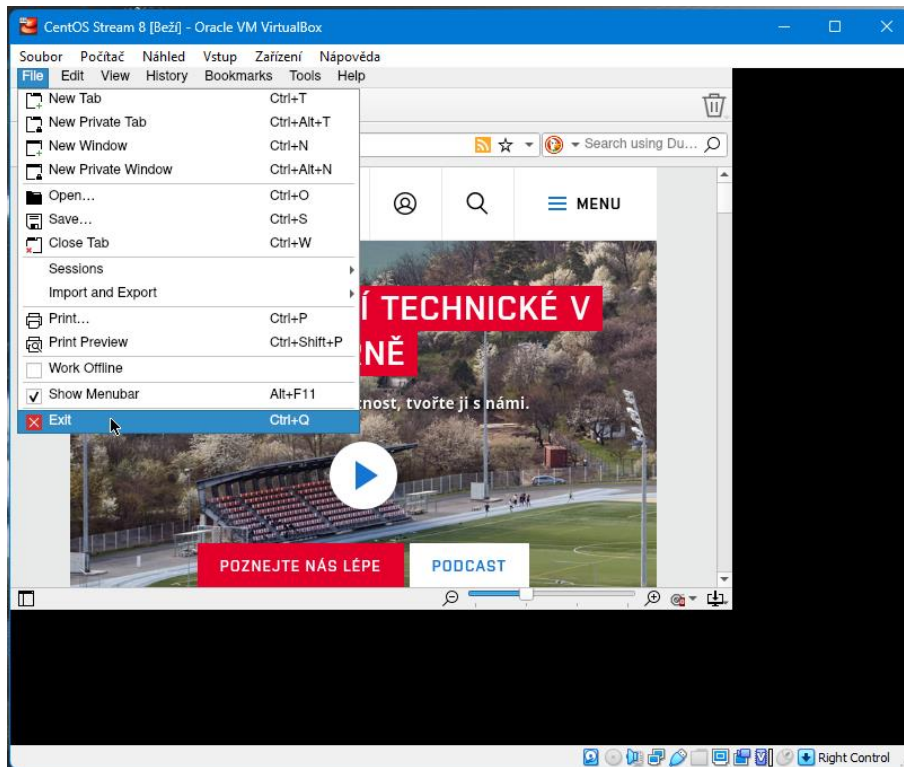 CentOS Stream 8 [Beží] - Oracle VM VirtualBox
Soubor Počítač Náhled Vstup Zařízení Nápověda
File Edit View History Bookmarks Tools Help
New Tab Ctrl+T
New Private Tab Ctrl+Alt+T
New Window Ctrl+N
New Private Window Ctrl+Alt+N
Open... Ctrl+O
Save... Ctrl+S
Close Tab Ctrl+W
Sessions
Import and Export
Print... Ctrl+P
Print Preview Ctrl+Shift+P
Work Offline
Show Menubar Alt+F11
Exit Ctrl+Q
Search using Du...
MENU
Í TECHNICKÉ V
RNĚ
nost, tvořte ji s námi.
POZNEJTE NÁS LÉPE PODCAST
Right Control